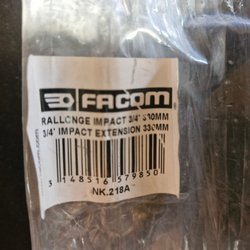 FACOM
RALLONGE IMPACT 3/4' 330MM
3/4' IMPACT EXTENSION 330MM
3 148516 579850
NK.218A